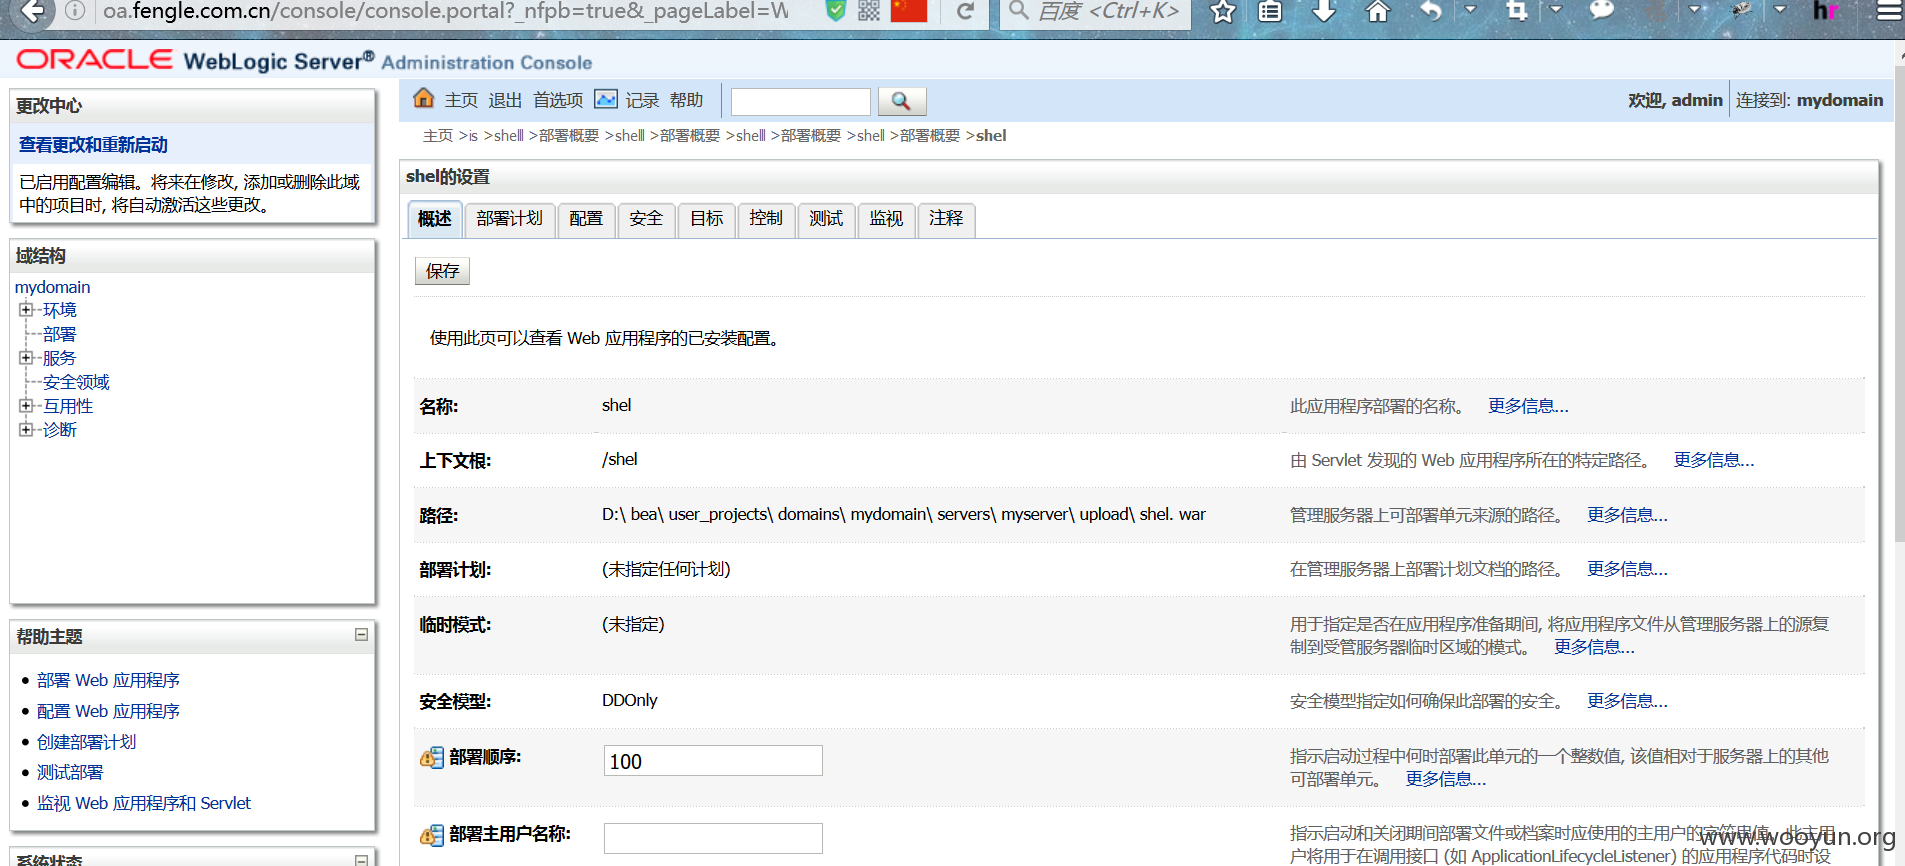 oa.fengle.com.cn/console/console.portal?_nfpb=true&_pageLabel=W
百度 <Ctrl+K>
hr
ORACLE WebLogic Server® Administration Console
更改中心
查看更改和重新启动
已启用配置编辑。将来在修改, 添加或删除此域
中的项目时, 将自动激活这些更改。
域结构
mydomain
环境
部署
服务
安全领域
互用性
诊断
帮助主题
部署 Web 应用程序
配置 Web 应用程序
创建部署计划
测试部署
监视 Web 应用程序和 Servlet
系统状态
主页 退出 首选项 记录 帮助
欢迎, admin 连接到: mydomain
主页 >is >shell >部署概要 >shell >部署概要 >shell >部署概要 >shell >部署概要 >shel
shel的设置
概述 部署计划 配置 安全 目标 控制 测试 监视 注释
保存
使用此页可以查看 Web 应用程序的已安装配置。
名称: shel 此应用程序部署的名称。 更多信息...
上下文根: /shel 由 Servlet 发现的 Web 应用程序所在的特定路径。 更多信息...
路径: D:\ bea\ user_projects\ domains\ mydomain\ servers\ myserver\ upload\ shel. war 管理服务器上可部署单元来源的路径。 更多信息...
部署计划: (未指定任何计划) 在管理服务器上部署计划文档的路径。 更多信息...
临时模式: (未指定) 用于指定是否在应用程序准备期间, 将应用程序文件从管理服务器上的源复
制到受管服务器临时区域的模式。 更多信息...
安全模型: DDOnly 安全模型指定如何确保此部署的安全。 更多信息...
部署顺序: 100 指示启动过程中何时部署此单元的一个整数值, 该值相对于服务器上的其他
可部署单元。 更多信息...
部署主用户名称: 指示启动和关闭期间部署文件或档案时应使用的主用户的字符串值。此主用
户将用于在调用接口 (如 ApplicationLifecycleListener) 的应用程序代码时设
www.wooyun.org